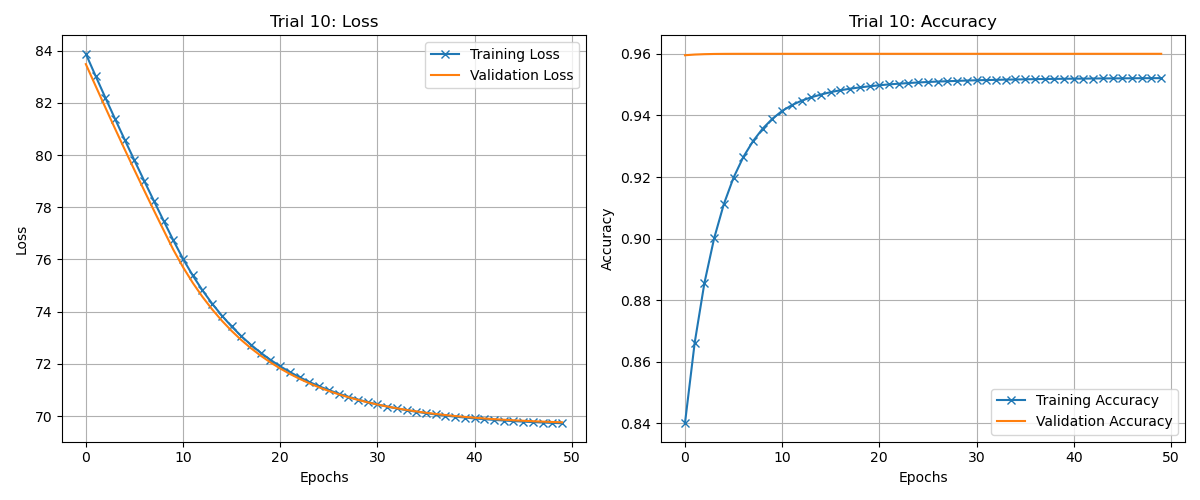 Trial 10: Loss
84
82
80
78
76
74
72
70
Loss
Training Loss
Validation Loss
0
10
20
30
40
50
Epochs
Trial 10: Accuracy
0.96
0.94
0.92
0.90
0.88
0.86
0.84
Accuracy
Training Accuracy
Validation Accuracy
0
10
20
30
40
50
Epochs